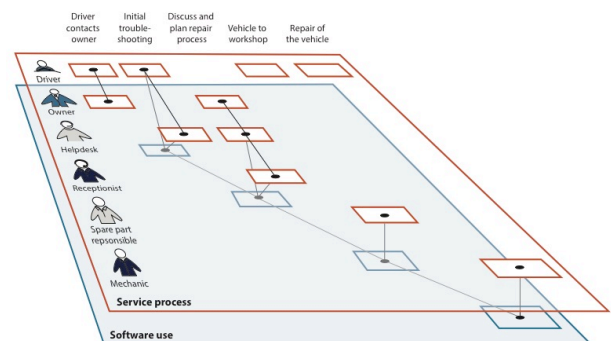 Driver
contacts
owner
Initial
trouble-
shooting
Discuss and
plan repair
process
Vehicle to
workshop
Repair of
the vehicle
Driver
Owner
Helpdesk
Receptionist
Spare part
repsonsible
Mechanic
Service process
Software use